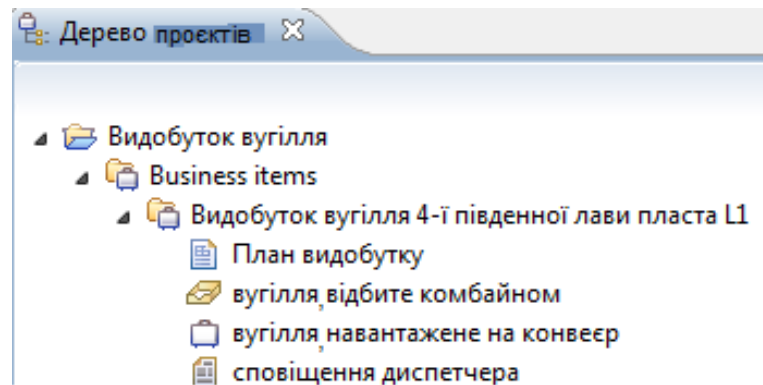 Дерево проєктів
Видобуток вугілля
Business items
Видобуток вугілля 4-ї південної лави пласта L1
План видобутку
вугілля,відбите комбайном
вугілля,навантажене на конвеєр
сповіщення диспетчера